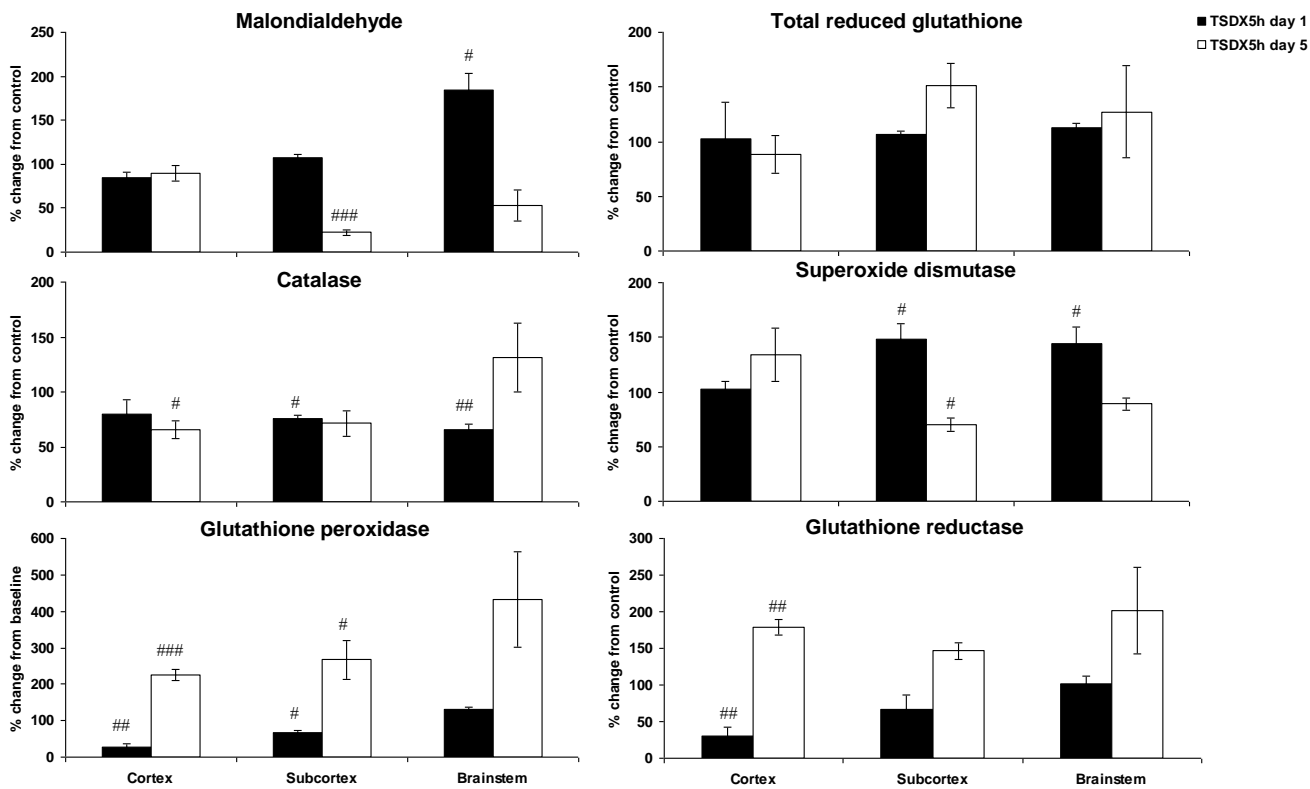 Malondialdehyde
% change from control
250
200
150
100
50
0
#
###
Total reduced glutathione
% change from control
200
150
100
50
0
TSDX5h day 1
TSDX5h day 5
Catalase
% change from control
200
150
100
50
0
#
#
##
Superoxide dismutase
% chnage from control
200
150
100
50
0
#
#
#
Glutathione peroxidase
% change from baseline
600
500
400
300
200
100
0
##
###
#
#
Cortex
Subcortex
Brainstem
Glutathione reductase
% change from control
300
250
200
150
100
50
0
##
##
Cortex
Subcortex
Brainstem